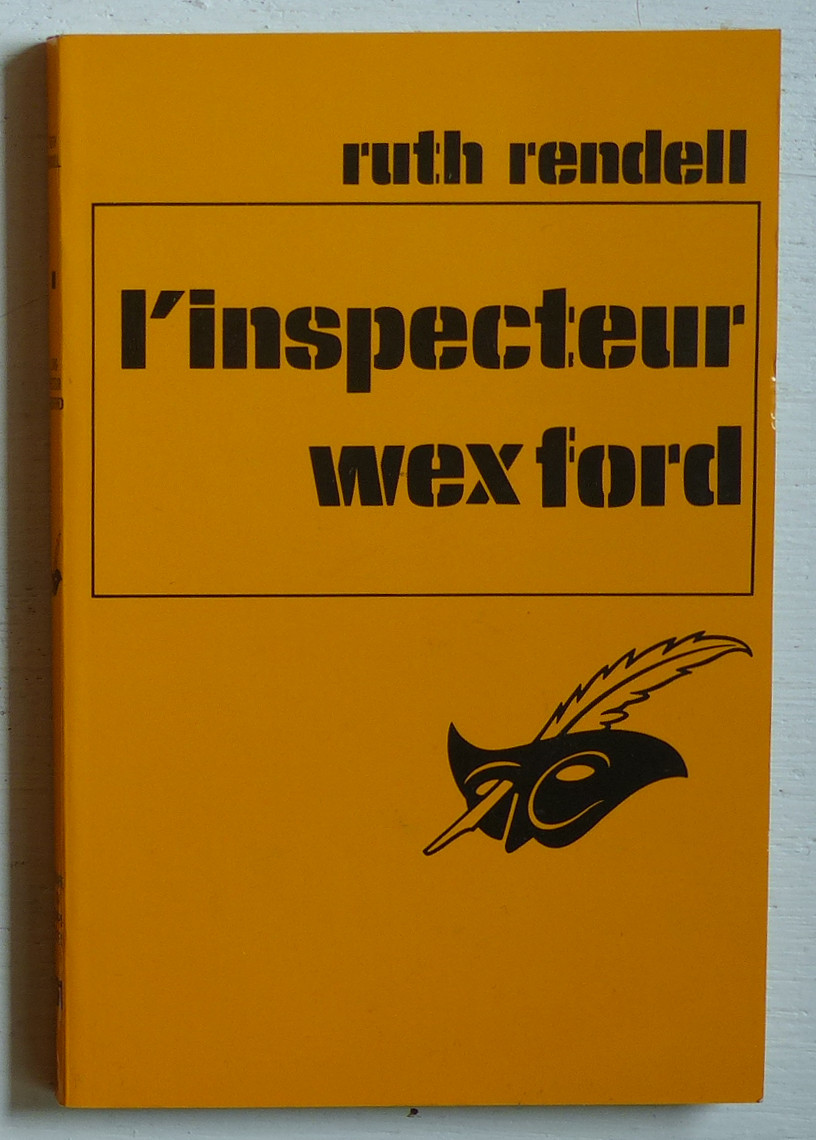 ruth rendell
l'inspecteur
wexford